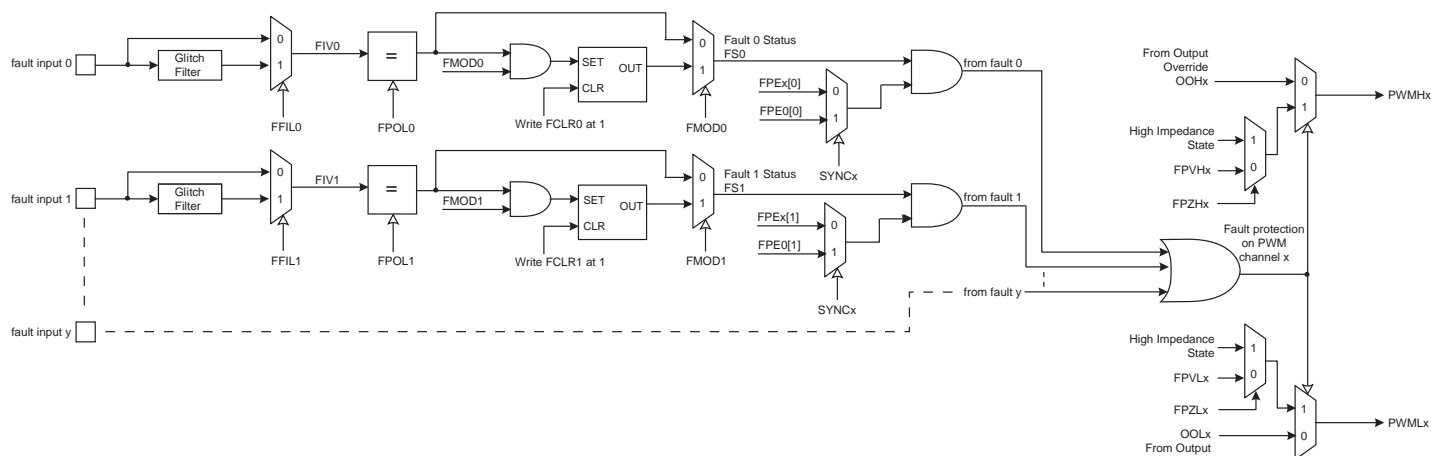 fault input 0
Glitch
Filter
0
1
FIV0
=
FMOD0
SET
OUT
CLR
Write FCLR0 at 1
FFIL0
FPOL0
0
1
FMOD0
Fault 0 Status
FS0
FPEx[0]
FPE0[0]
0
1
SYNCx
from fault 0
fault input 1
Glitch
Filter
0
1
FIV1
=
FMOD1
SET
OUT
CLR
Write FCLR1 at 1
FFIL1
FPOL1
0
1
FMOD1
Fault 1 Status
FS1
FPEx[1]
FPE0[1]
0
1
SYNCx
from fault 1
fault input y
from fault y
From Output
Override
OOHx
0
1
PWMHx
High Impedance
State
FPVHx
1
0
FPZHx
Fault protection
on PWM
channel x
High Impedance
State
FPVLx
1
0
FPZLx
OOLx
From Output
1
0
PWMLx